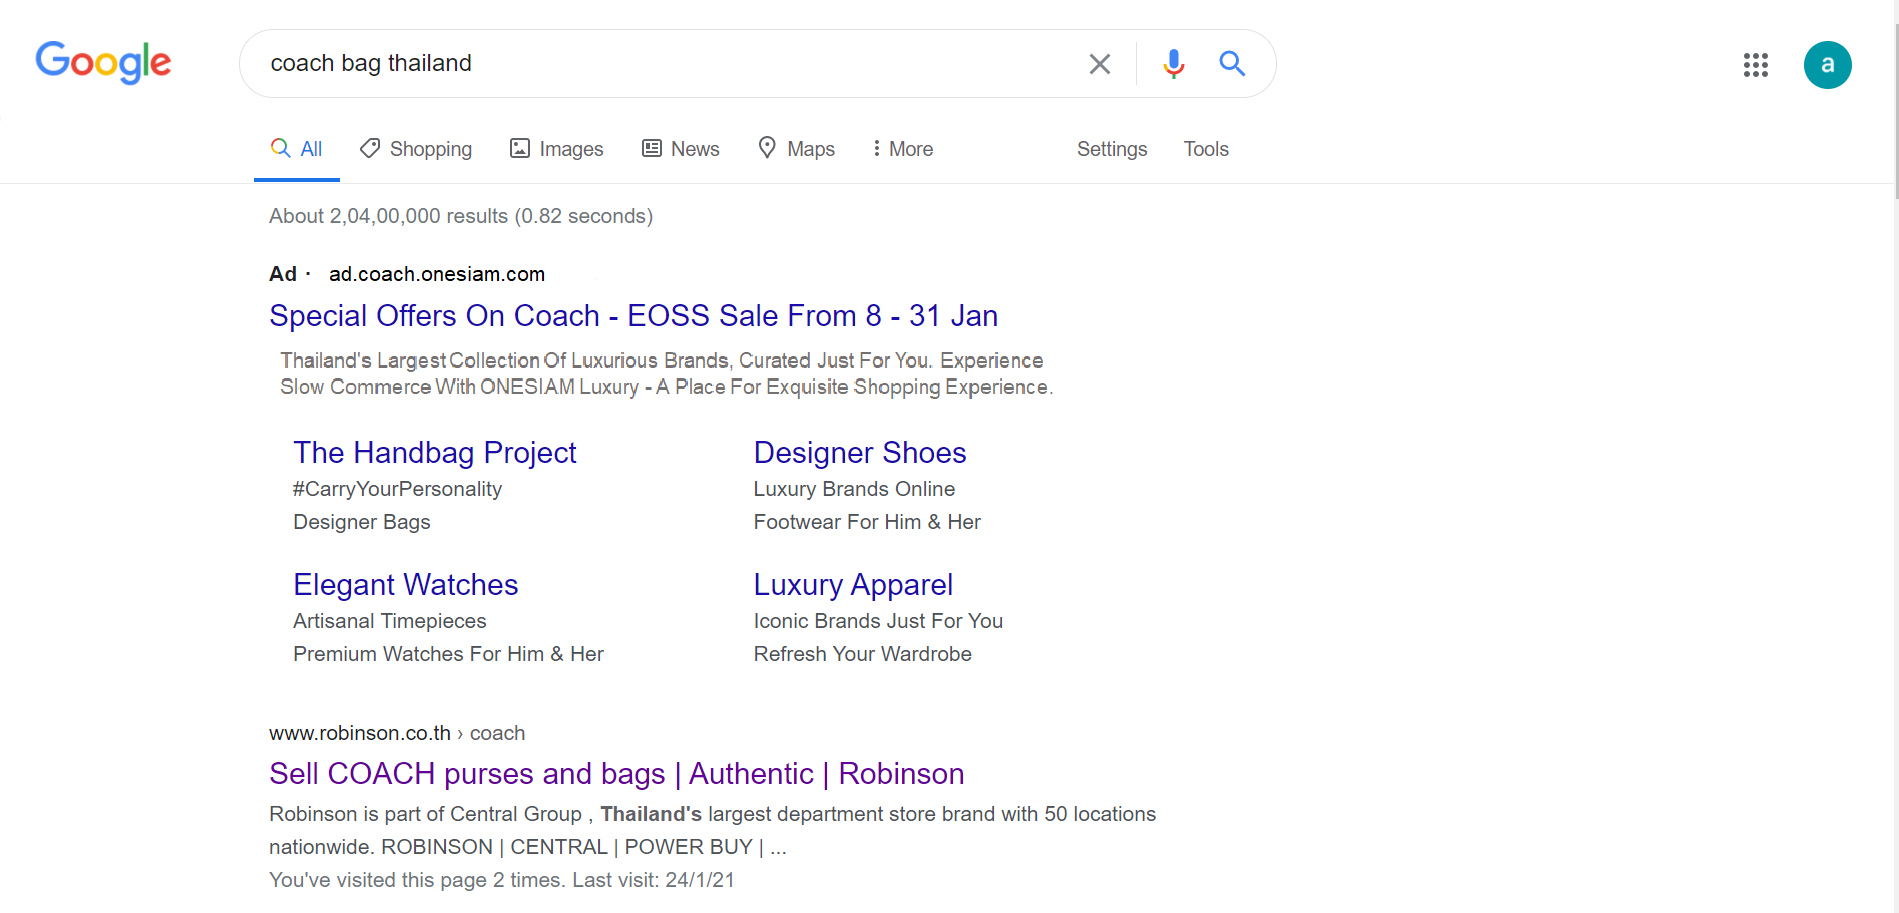 Google
coach bag thailand
a
All Shopping Images News Maps More Settings Tools
About 2,04,00,000 results (0.82 seconds)
Ad · ad.coach.onesiam.com
Special Offers On Coach - EOSS Sale From 8 - 31 Jan
Thailand's Largest Collection Of Luxurious Brands, Curated Just For You. Experience
Slow Commerce With ONESIAM Luxury - A Place For Exquisite Shopping Experience.
The Handbag Project
#CarryYourPersonality
Designer Bags
Designer Shoes
Luxury Brands Online
Footwear For Him & Her
Elegant Watches
Artisanal Timepieces
Premium Watches For Him & Her
Luxury Apparel
Iconic Brands Just For You
Refresh Your Wardrobe
www.robinson.co.th › coach
Sell COACH purses and bags | Authentic | Robinson
Robinson is part of Central Group , Thailand's largest department store brand with 50 locations
nationwide. ROBINSON | CENTRAL | POWER BUY | ...
You've visited this page 2 times. Last visit: 24/1/21